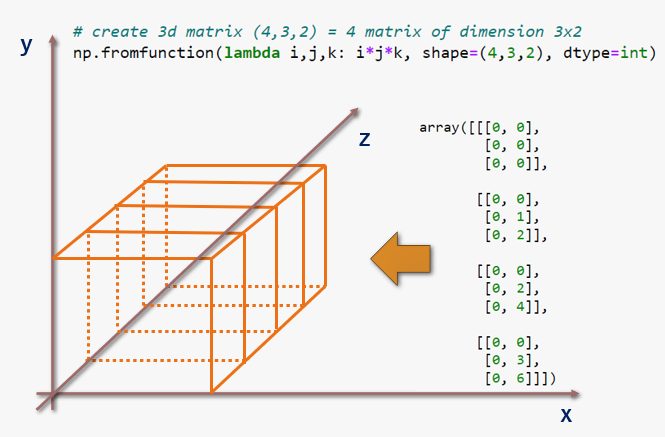 # create 3d matrix (4,3,2) = 4 matrix of dimension 3x2
np.fromfunction(lambda i,j,k: i*j*k, shape=(4,3,2), dtype=int)
y
z
array([[[0, 0],
[0, 0],
[0, 0]],
[[0, 0],
[0, 1],
[0, 2]],
[[0, 0],
[0, 2],
[0, 4]],
[[0, 0],
[0, 3],
[0, 6]]])
x